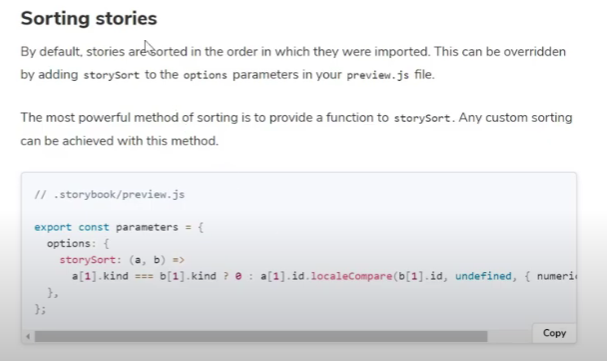 Sorting stories
By default, stories are sorted in the order in which they were imported. This can be overridden
by adding storySort to the options parameters in your preview.js file.
The most powerful method of sorting is to provide a function to storySort. Any custom sorting
can be achieved with this method.
// .storybook/preview.js
export const parameters = {
options: {
storySort: (a, b) =>
a[1].kind === b[1].kind ? 0 : a[1].id.localeCompare(b[1].id, undefined, { numeri
},
};
Copy